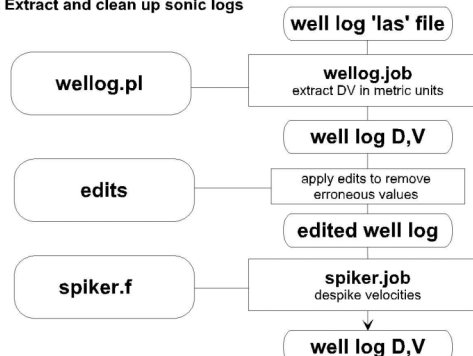 Extract and clean up sonic logs
well log 'las' file
wellog.pl
wellog.job
extract DV in metric units
well log D,V
edits
apply edits to remove
erroneous values
edited well log
spiker.f
spiker.job
despike velocities
well log D,V